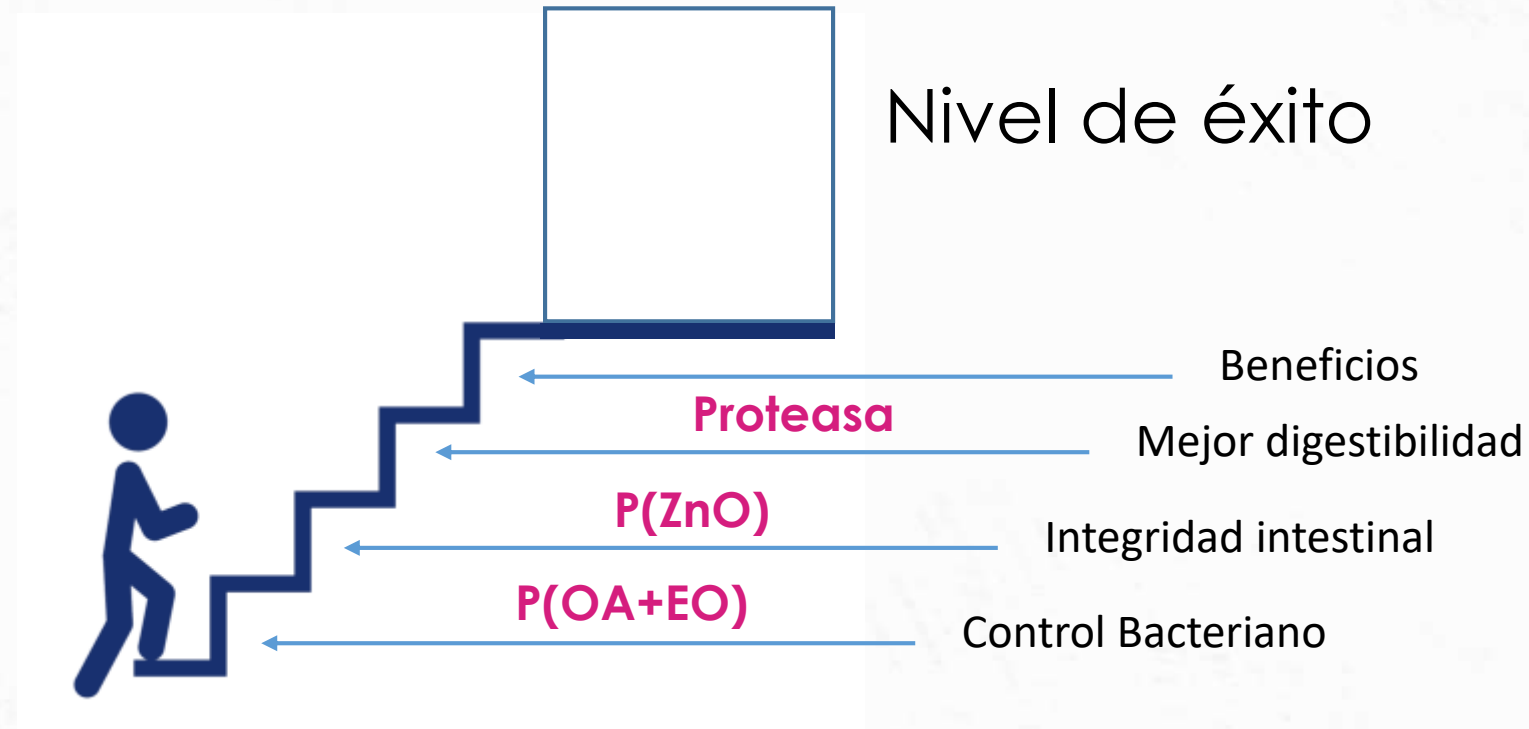 Nivel de éxito
Beneficios
Proteasa
Mejor digestibilidad
P(ZnO)
Integridad intestinal
P(OA+EO)
Control Bacteriano